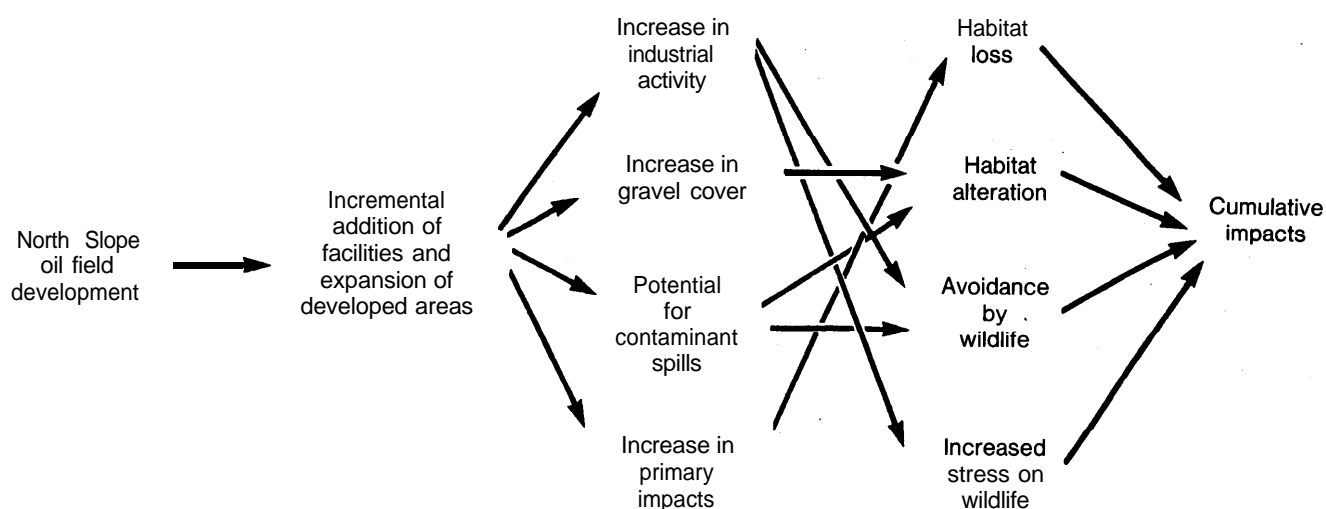 North Slope
oil field
development
Incremental
addition of
facilities and
expansion of
developed areas
Increase in
industrial
activity
Increase in
gravel cover
Potential
for
contaminant
spills
Increase in
primary
impacts
Habitat
loss
Habitat
alteration
Avoidance
by
wildlife
Increased
stress on
wildlife
Cumulative
impacts